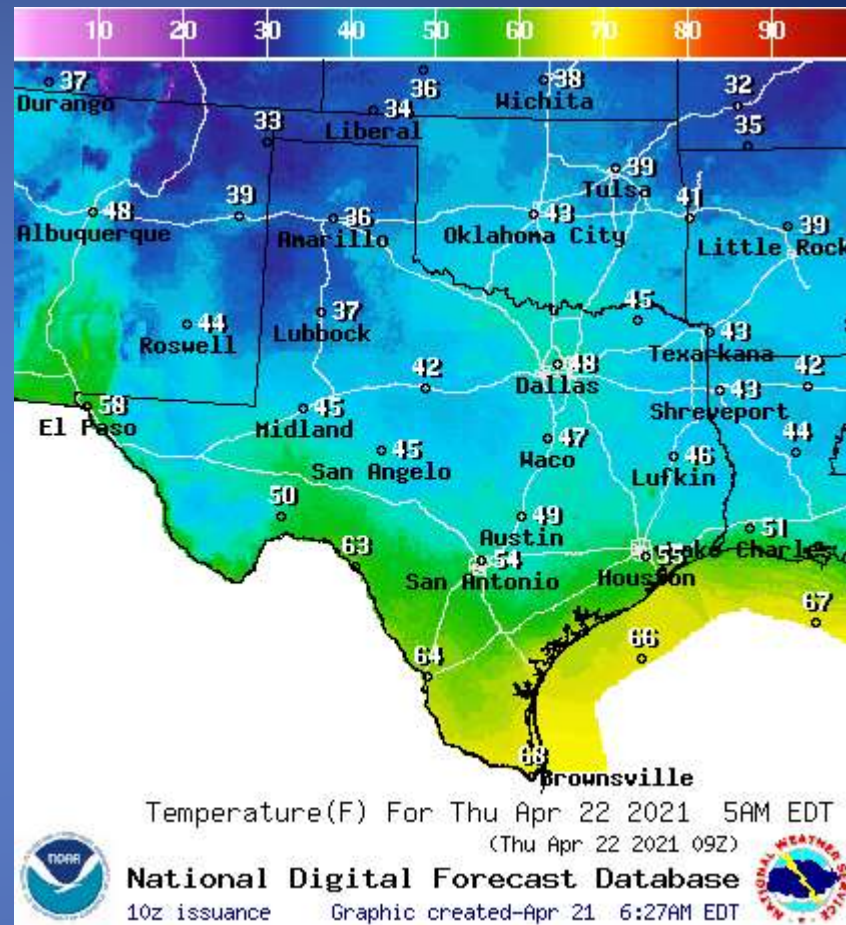 10 20 30 40 50 60 70 80 90
37
Durango
36
38
Wichita
32
34
Liberal
33
35
39
Tulsa
48
Albuquerque
39
36
Amarillo
43
Oklahoma City
41
39
Little Rock
44
Roswell
37
Lubbock
45
43
Texarkana
48
Dallas
42
43
Shreveport
42
58
El Paso
45
Midland
45
San Angelo
47
Waco
46
Lufkin
44
50
49
Austin
51
Lake Charles
63
54
San Antonio
55
Houston
67
66
64
68
Brownsville
Temperature(F) For Thu Apr 22 2021 5AM EDT
(Thu Apr 22 2021 09Z)
NOAA
National Digital Forecast Database
10z issuance Graphic created-Apr 21 6:27AM EDT
NATIONAL WEATHER SERVICE